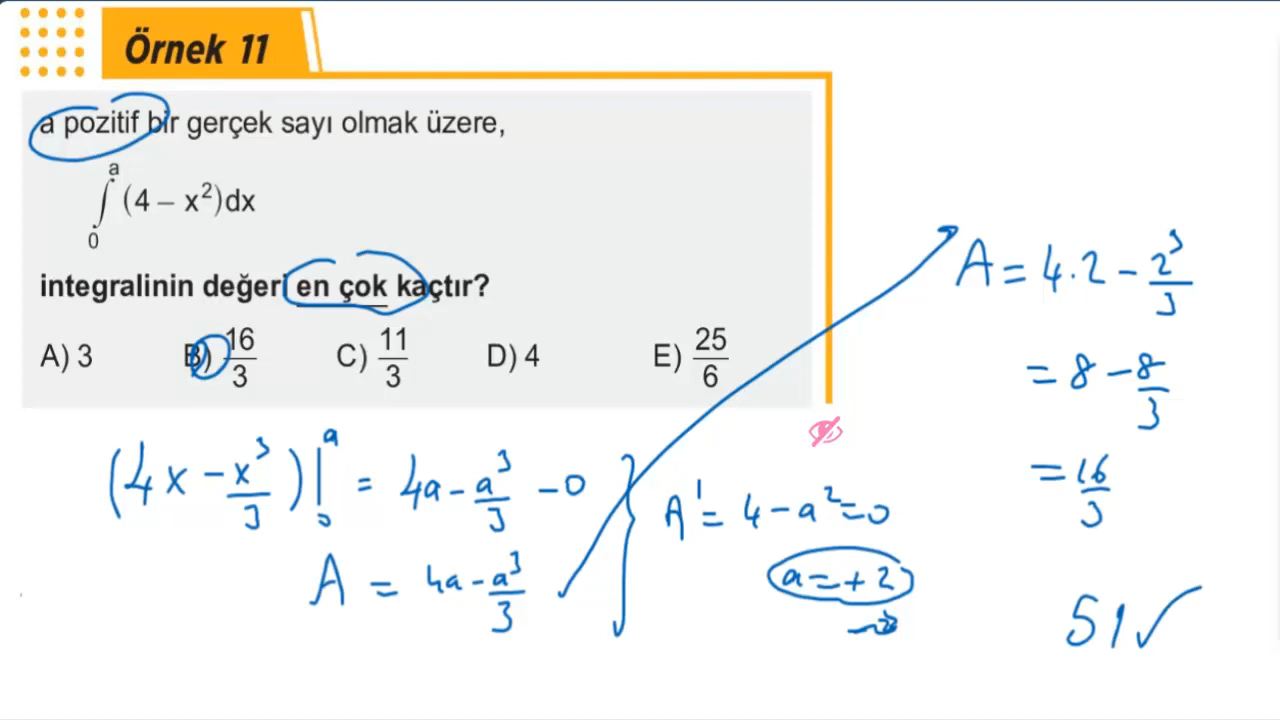 Örnek 11
a pozitif bir gerçek sayı olmak üzere,
∫₀ᵃ (4 – x²)dx
integralinin değeri en çok kaçtır?
A) 3 B) 16/3 C) 11/3 D) 4 E) 25/6
(4x – x³/3)|₀ᵃ = 4a – a³/3 – 0
A = 4a – a³/3
A' = 4 – a² = 0
a = +2
A = 4.2 – 2³/3
= 8 – 8/3
= 16/3
51✓